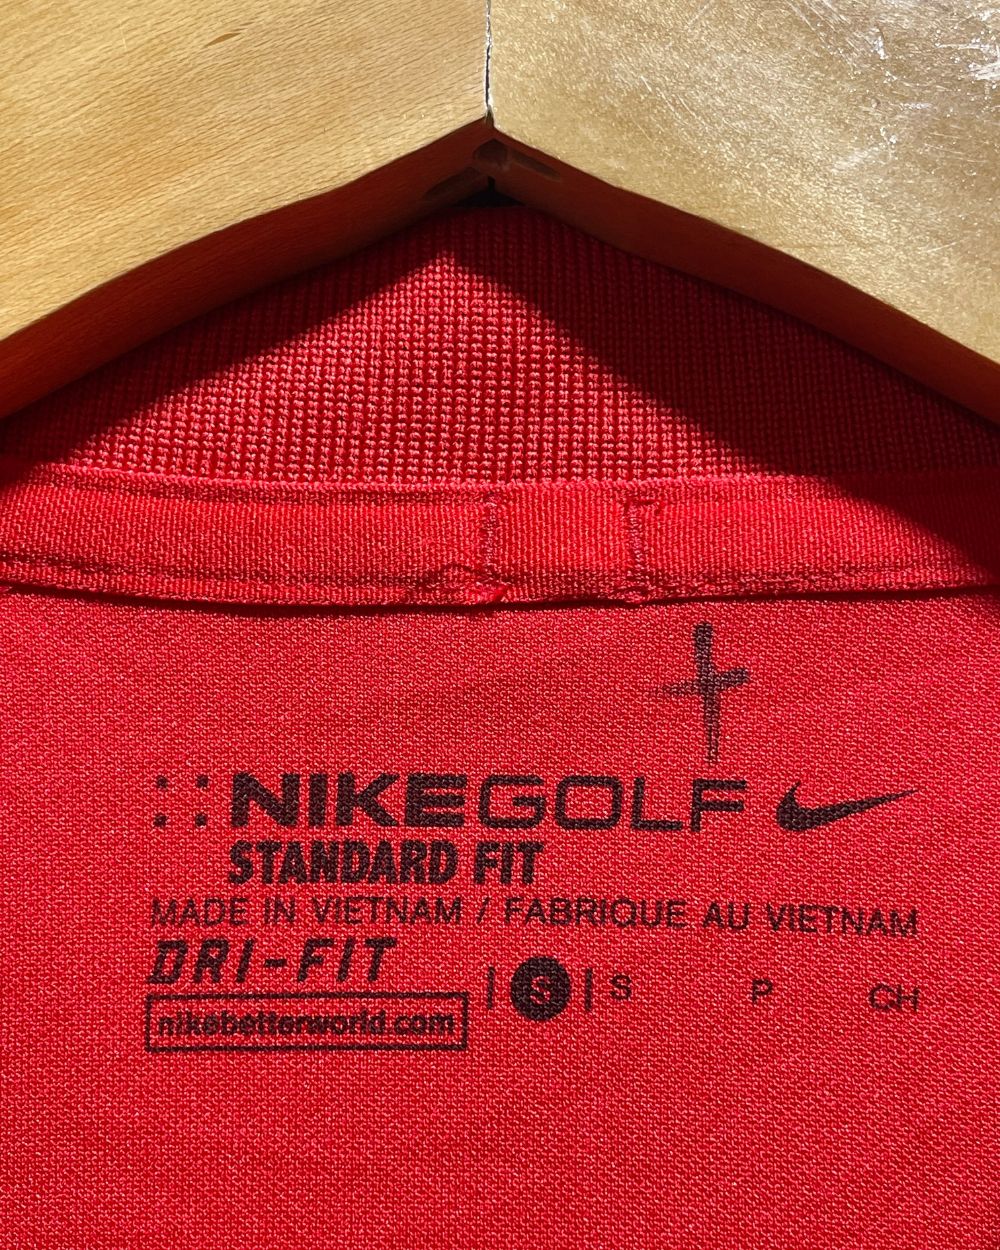 NIKEGOLF
STANDARD FIT
MADE IN VIETNAM / FABRIQUE AU VIETNAM
DRI-FIT
| S | S P CH
nikebetterworld.com